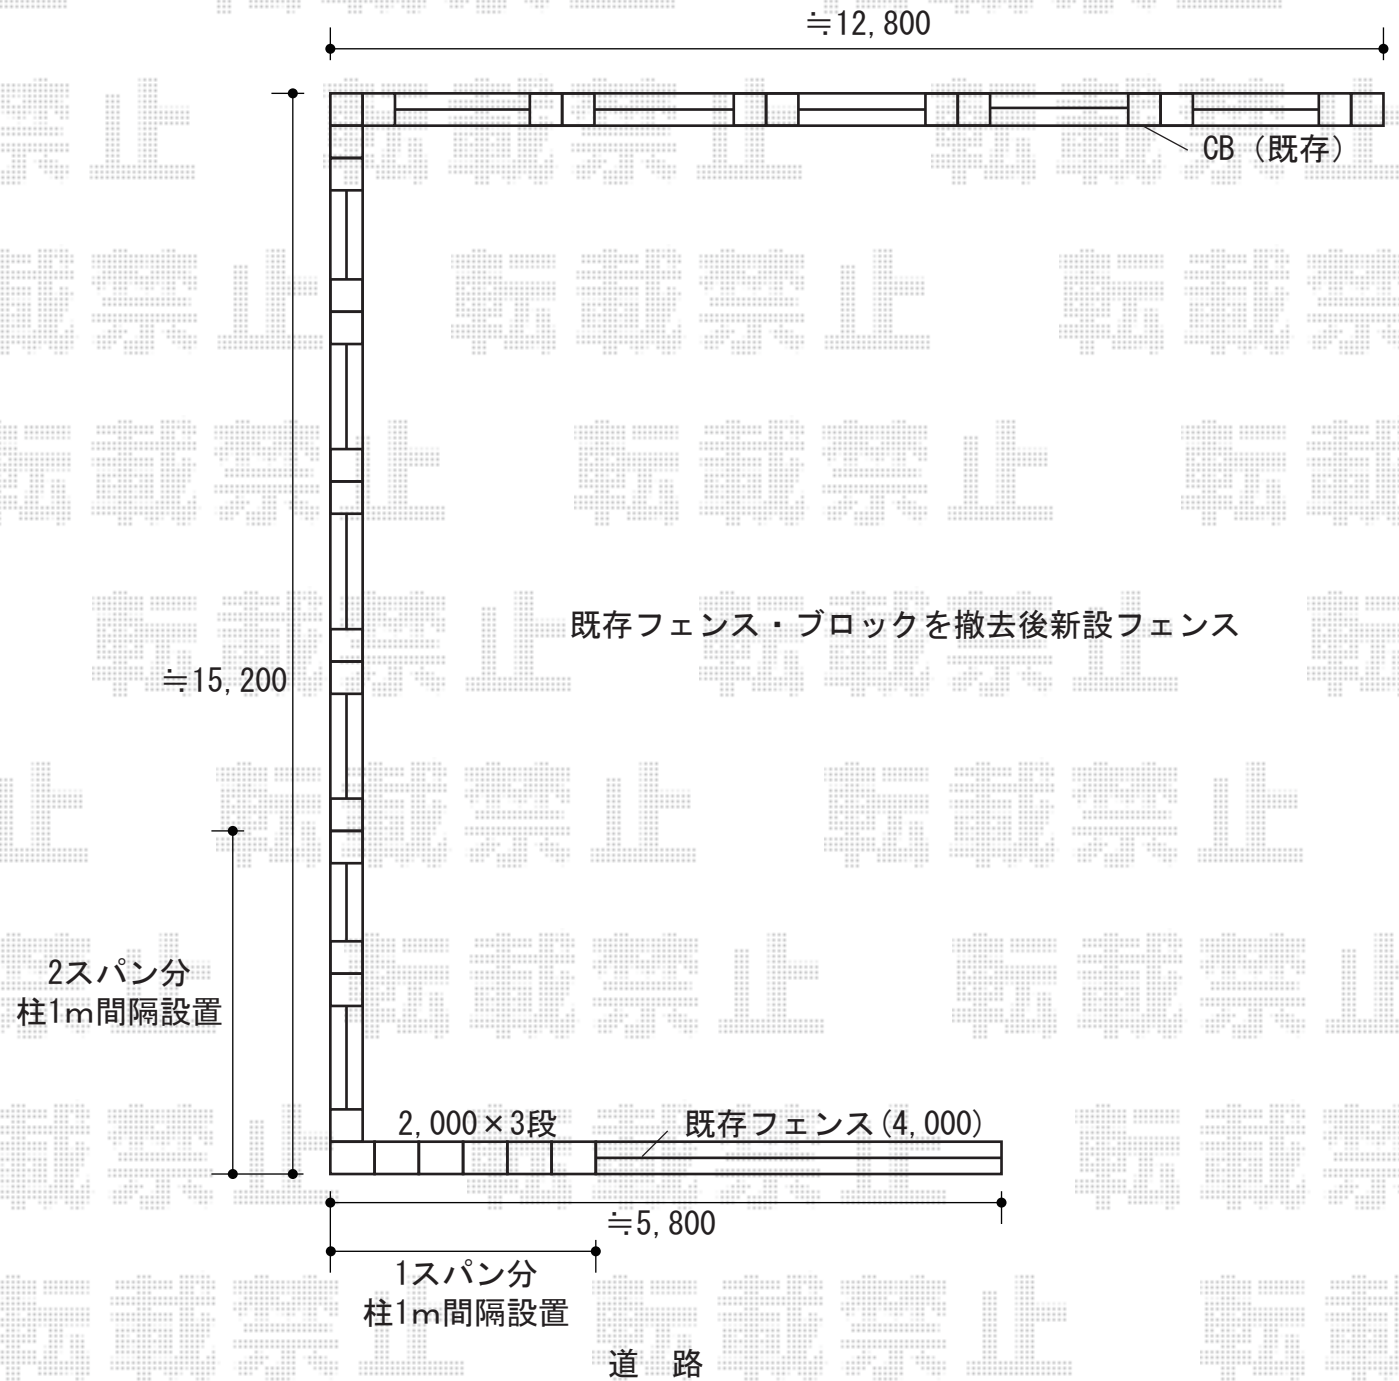 ≒12,800
CB（既存）
既存フェンス・ブロックを撤去後新設フェンス
≒15,200
2スパン分
柱1ｍ間隔設置
2,000×3段
既存フェンス(4,000)
≒5,800
1スパン分
柱1ｍ間隔設置
道　路
転載禁止